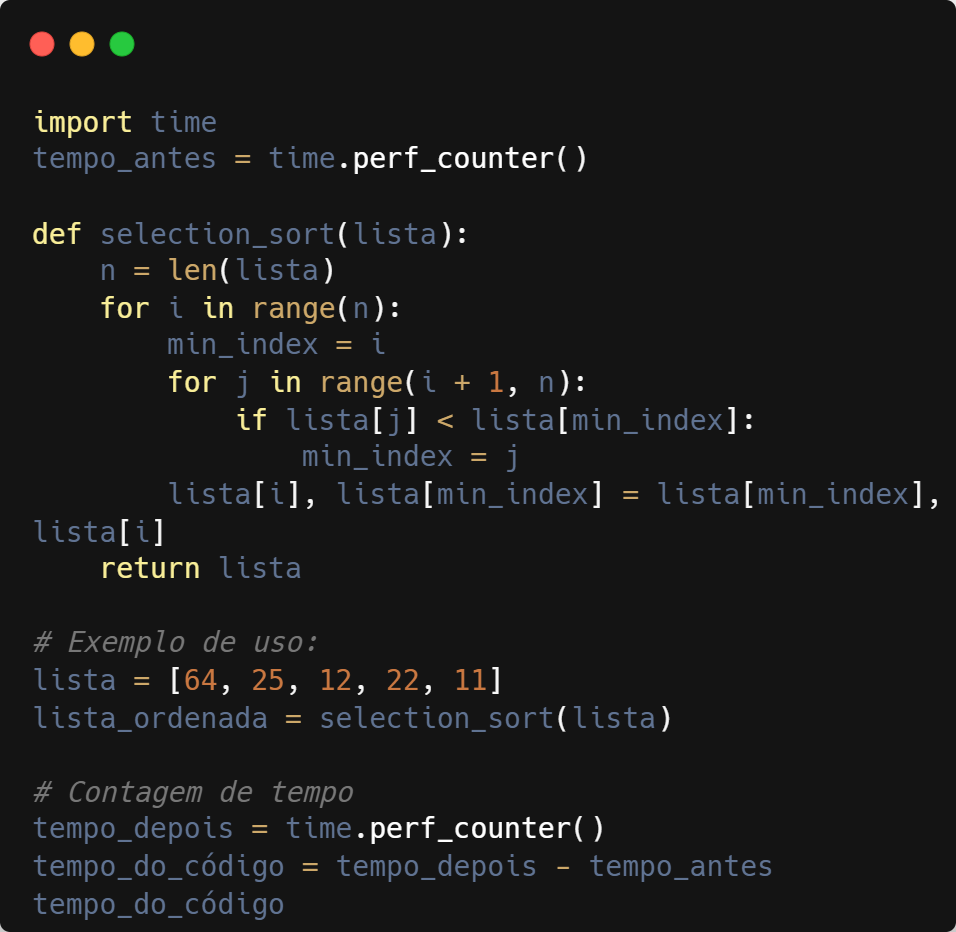 import time
tempo_antes = time.perf_counter()

def selection_sort(lista):
    n = len(lista)
    for i in range(n):
        min_index = i
        for j in range(i + 1, n):
            if lista[j] < lista[min_index]:
                min_index = j
        lista[i], lista[min_index] = lista[min_index],
lista[i]
    return lista

# Exemplo de uso:
lista = [64, 25, 12, 22, 11]
lista_ordenada = selection_sort(lista)

# Contagem de tempo
tempo_depois = time.perf_counter()
tempo_do_código = tempo_depois - tempo_antes
tempo_do_código